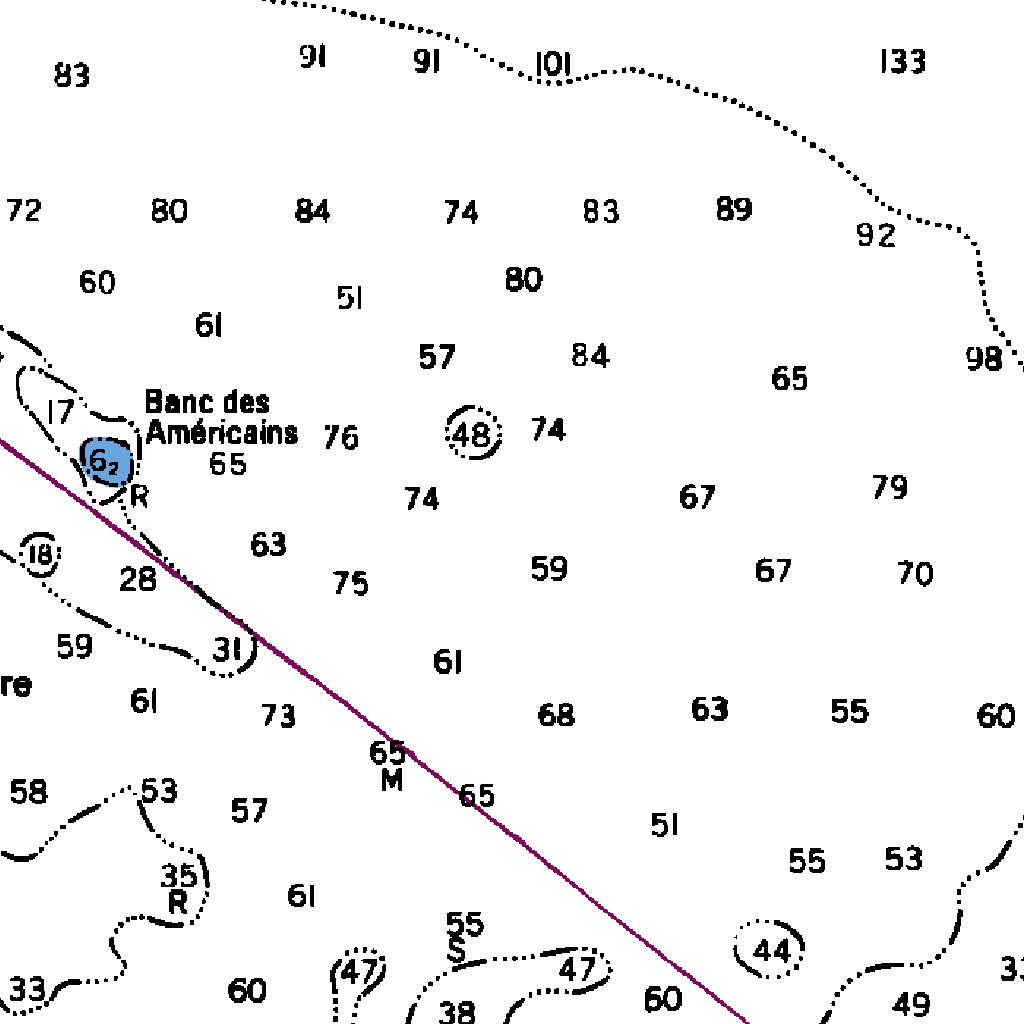 91 91 101 133
83
72 80 84 74 83 89
92
60 51 80
61
57 84 98
65
17 Banc des
Américains 76 48 74
6₂ 65
R 74 67 79
18 63
28 75 59 67 70
59 31
61
re
61 73 68 63 55 60
65
M
58 53 57 65
51
55 53
35
R 61
55
S 44
47 47
33 60 38 60 49